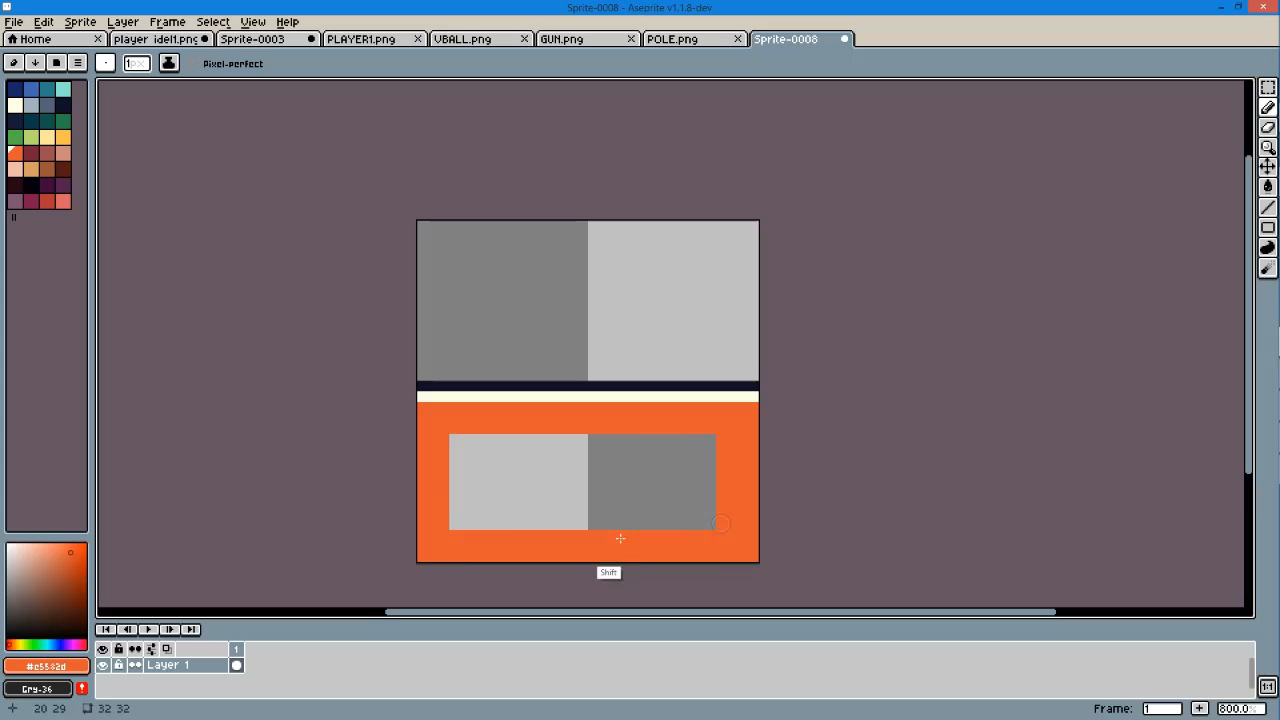 Sprite-0008 - Aseprite v1.1.8-dev
File Edit Sprite Layer Frame Select View Help
Home player idel1.png Sprite-0003 PLAYER1.png VBALL.png GUN.png POLE.png Sprite-0008
1px Pixel-perfect
Shift
1
Layer 1
Gry-36
20 29 32 32 Frame: 1 800.0%